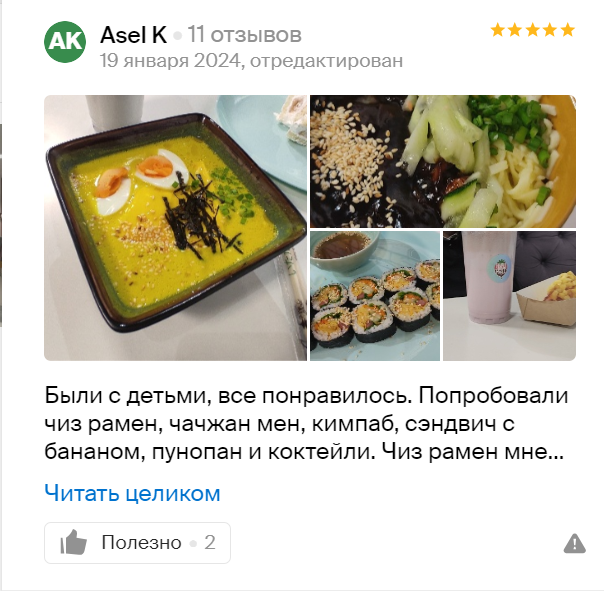 AK
Asel K
11 отзывов
19 января 2024, отредактирован
Были с детьми, все понравилось. Попробовали
чиз рамен, чачжан мен, кимпаб, сэндвич с
бананом, пунопан и коктейли. Чиз рамен мне...
Читать целиком
Полезно
2